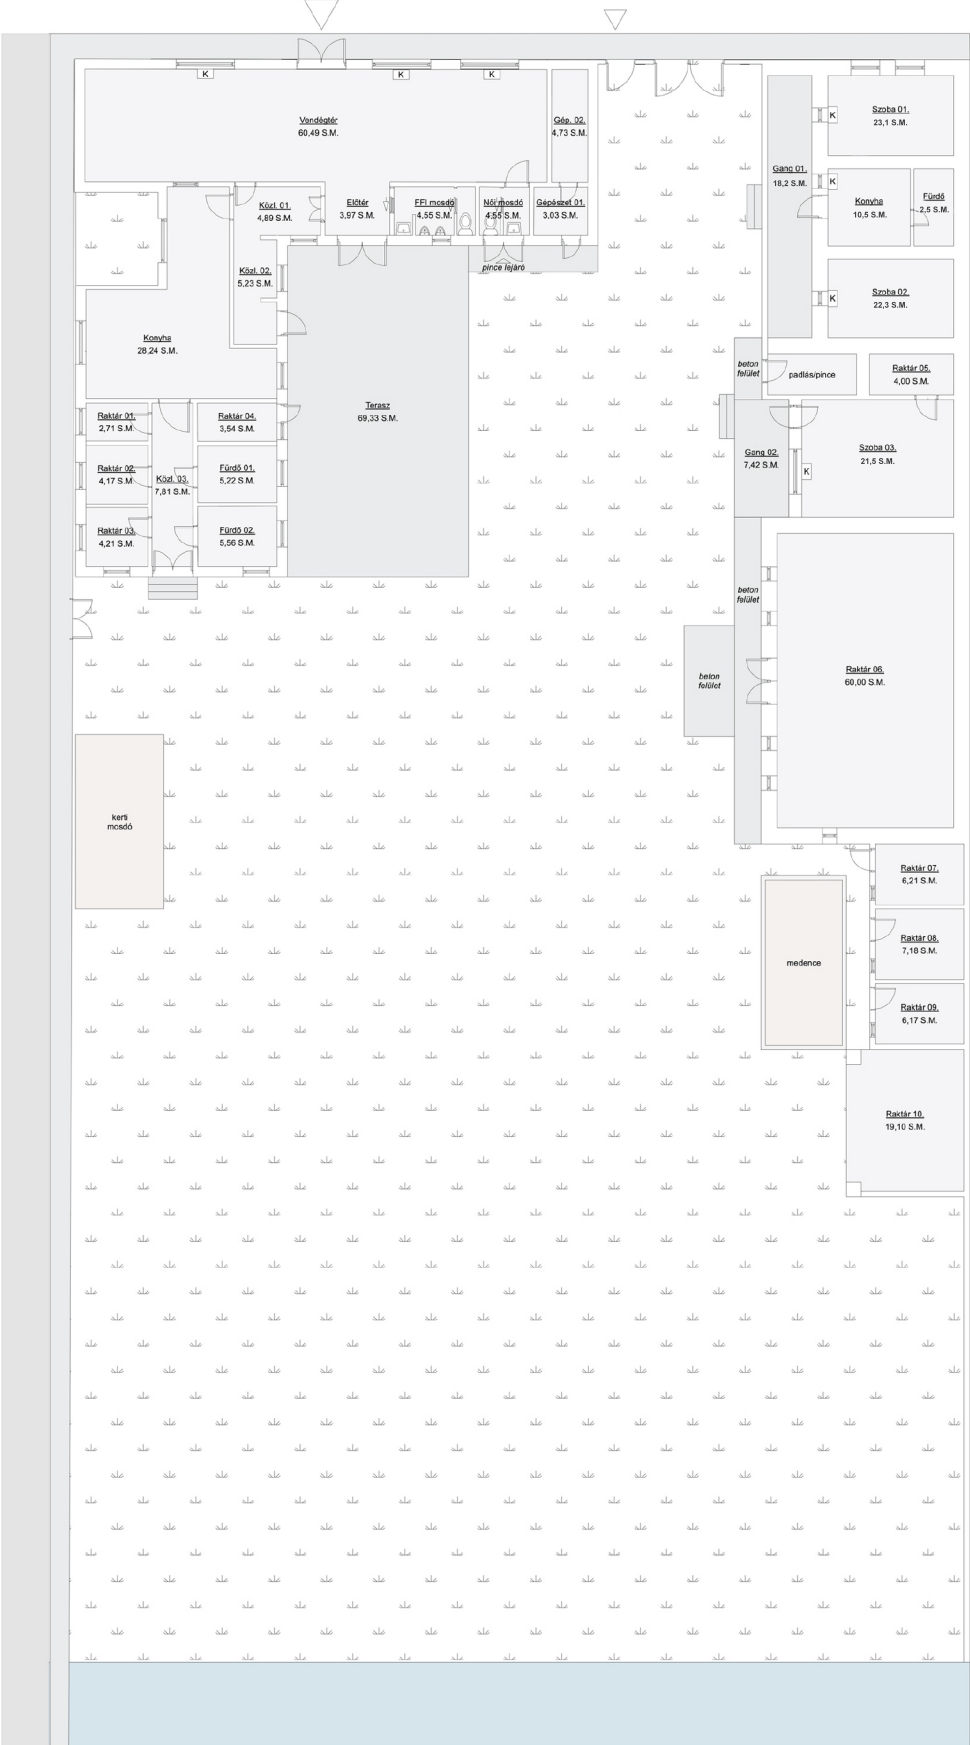 K
K
K
Vendégtér
60,49 S.M.
Gép. 02.
4,73 S.M.
Közl. 01.
4,89 S.M.
Előtér
3,97 S.M.
FFI mosdó
4,55 S.M.
Női mosdó
4,55 S.M.
Gépészet 01.
3,03 S.M.
pince lejáró
Közl. 02.
5,23 S.M.
Konyha
28,24 S.M.
Terasz
69,33 S.M.
Raktár 01.
2,71 S.M.
Raktár 04.
3,54 S.M.
Raktár 02.
4,17 S.M.
Közl. 03.
7,81 S.M.
Fürdő 01.
5,22 S.M.
Raktár 03.
4,21 S.M.
Fürdő 02.
5,56 S.M.
Szoba 01.
23,1 S.M.
K
Gang 01.
18,2 S.M.
K
Konyha
10,5 S.M.
Fürdő
2,5 S.M.
Szoba 02.
22,3 S.M.
K
beton
felület
padlás/pince
Raktár 05.
4,00 S.M.
Gang 02.
7,42 S.M.
K
Szoba 03.
21,5 S.M.
beton
felület
beton
felület
Raktár 06.
60,00 S.M.
kerti
mosdó
Raktár 07.
6,21 S.M.
Raktár 08.
7,18 S.M.
medence
Raktár 09.
6,17 S.M.
Raktár 10.
19,10 S.M.